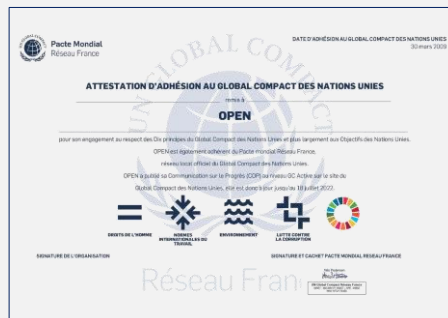 Pacte Mondial
Réseau France
DATE D'ADHÉSION AU GLOBAL COMPACT DES NATIONS UNIES
30 mars 2009
UN GLOBAL COMPACT
ATTESTATION D'ADHÉSION AU GLOBAL COMPACT DES NATIONS UNIES
remise à
OPEN
pour son engagement au respect des Dix principes du Global Compact des Nations Unies et plus largement aux Objectifs des Nations Unies.
OPEN est également adhérent du Pacte mondial Réseau France,
réseau local officiel du Global Compact des Nations Unies.
OPEN a publié sa Communication sur le Progrès (COP) au niveau GC Active sur le site du
Global Compact des Nations Unies, elle est donc à jour jusqu'au 18 juillet 2022.
DROITS DE L'HOMME
NORMES INTERNATIONALES DU TRAVAIL
ENVIRONNEMENT
LUTTE CONTRE LA CORRUPTION
SIGNATURE DE L'ORGANISATION
SIGNATURE ET CACHET PACTE MONDIAL RESEAU FRANCE
Réseau Fran